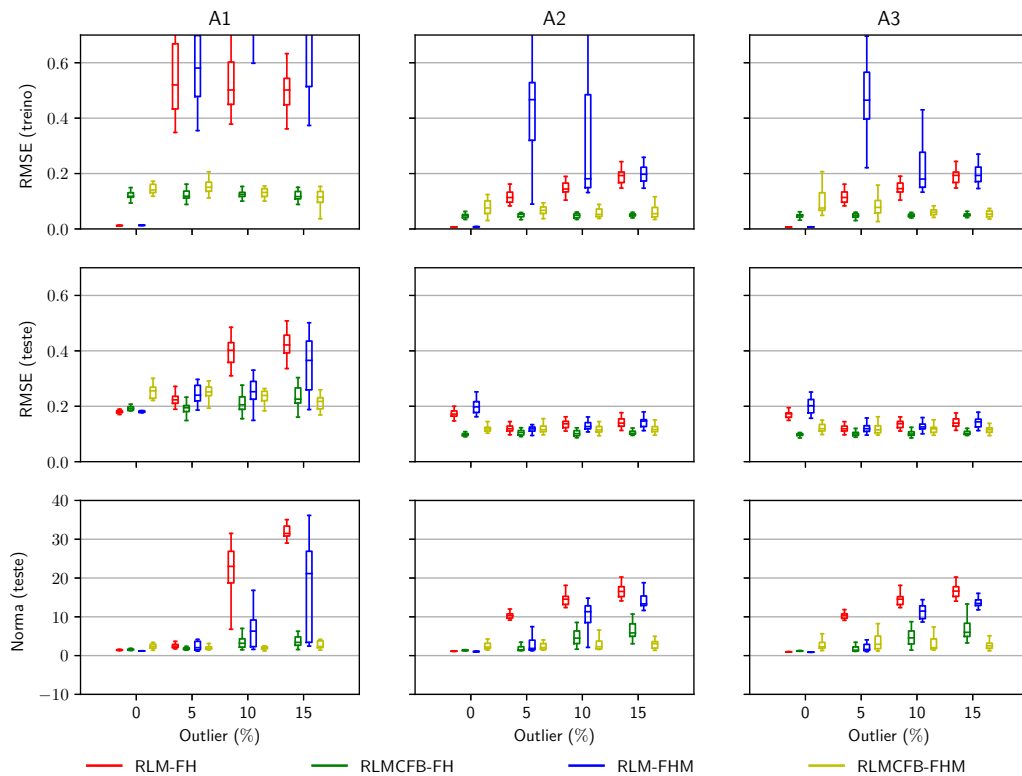 A1 A2 A3
RMSE (treino)
0.6
0.4
0.2
0.0
RMSE (teste)
0.6
0.4
0.2
0.0
Norma (teste)
40
30
20
10
0
−10
0 5 10 15
0 5 10 15
0 5 10 15
Outlier (%) Outlier (%) Outlier (%)
RLM-FH RLMCFB-FH RLM-FHM RLMCFB-FHM